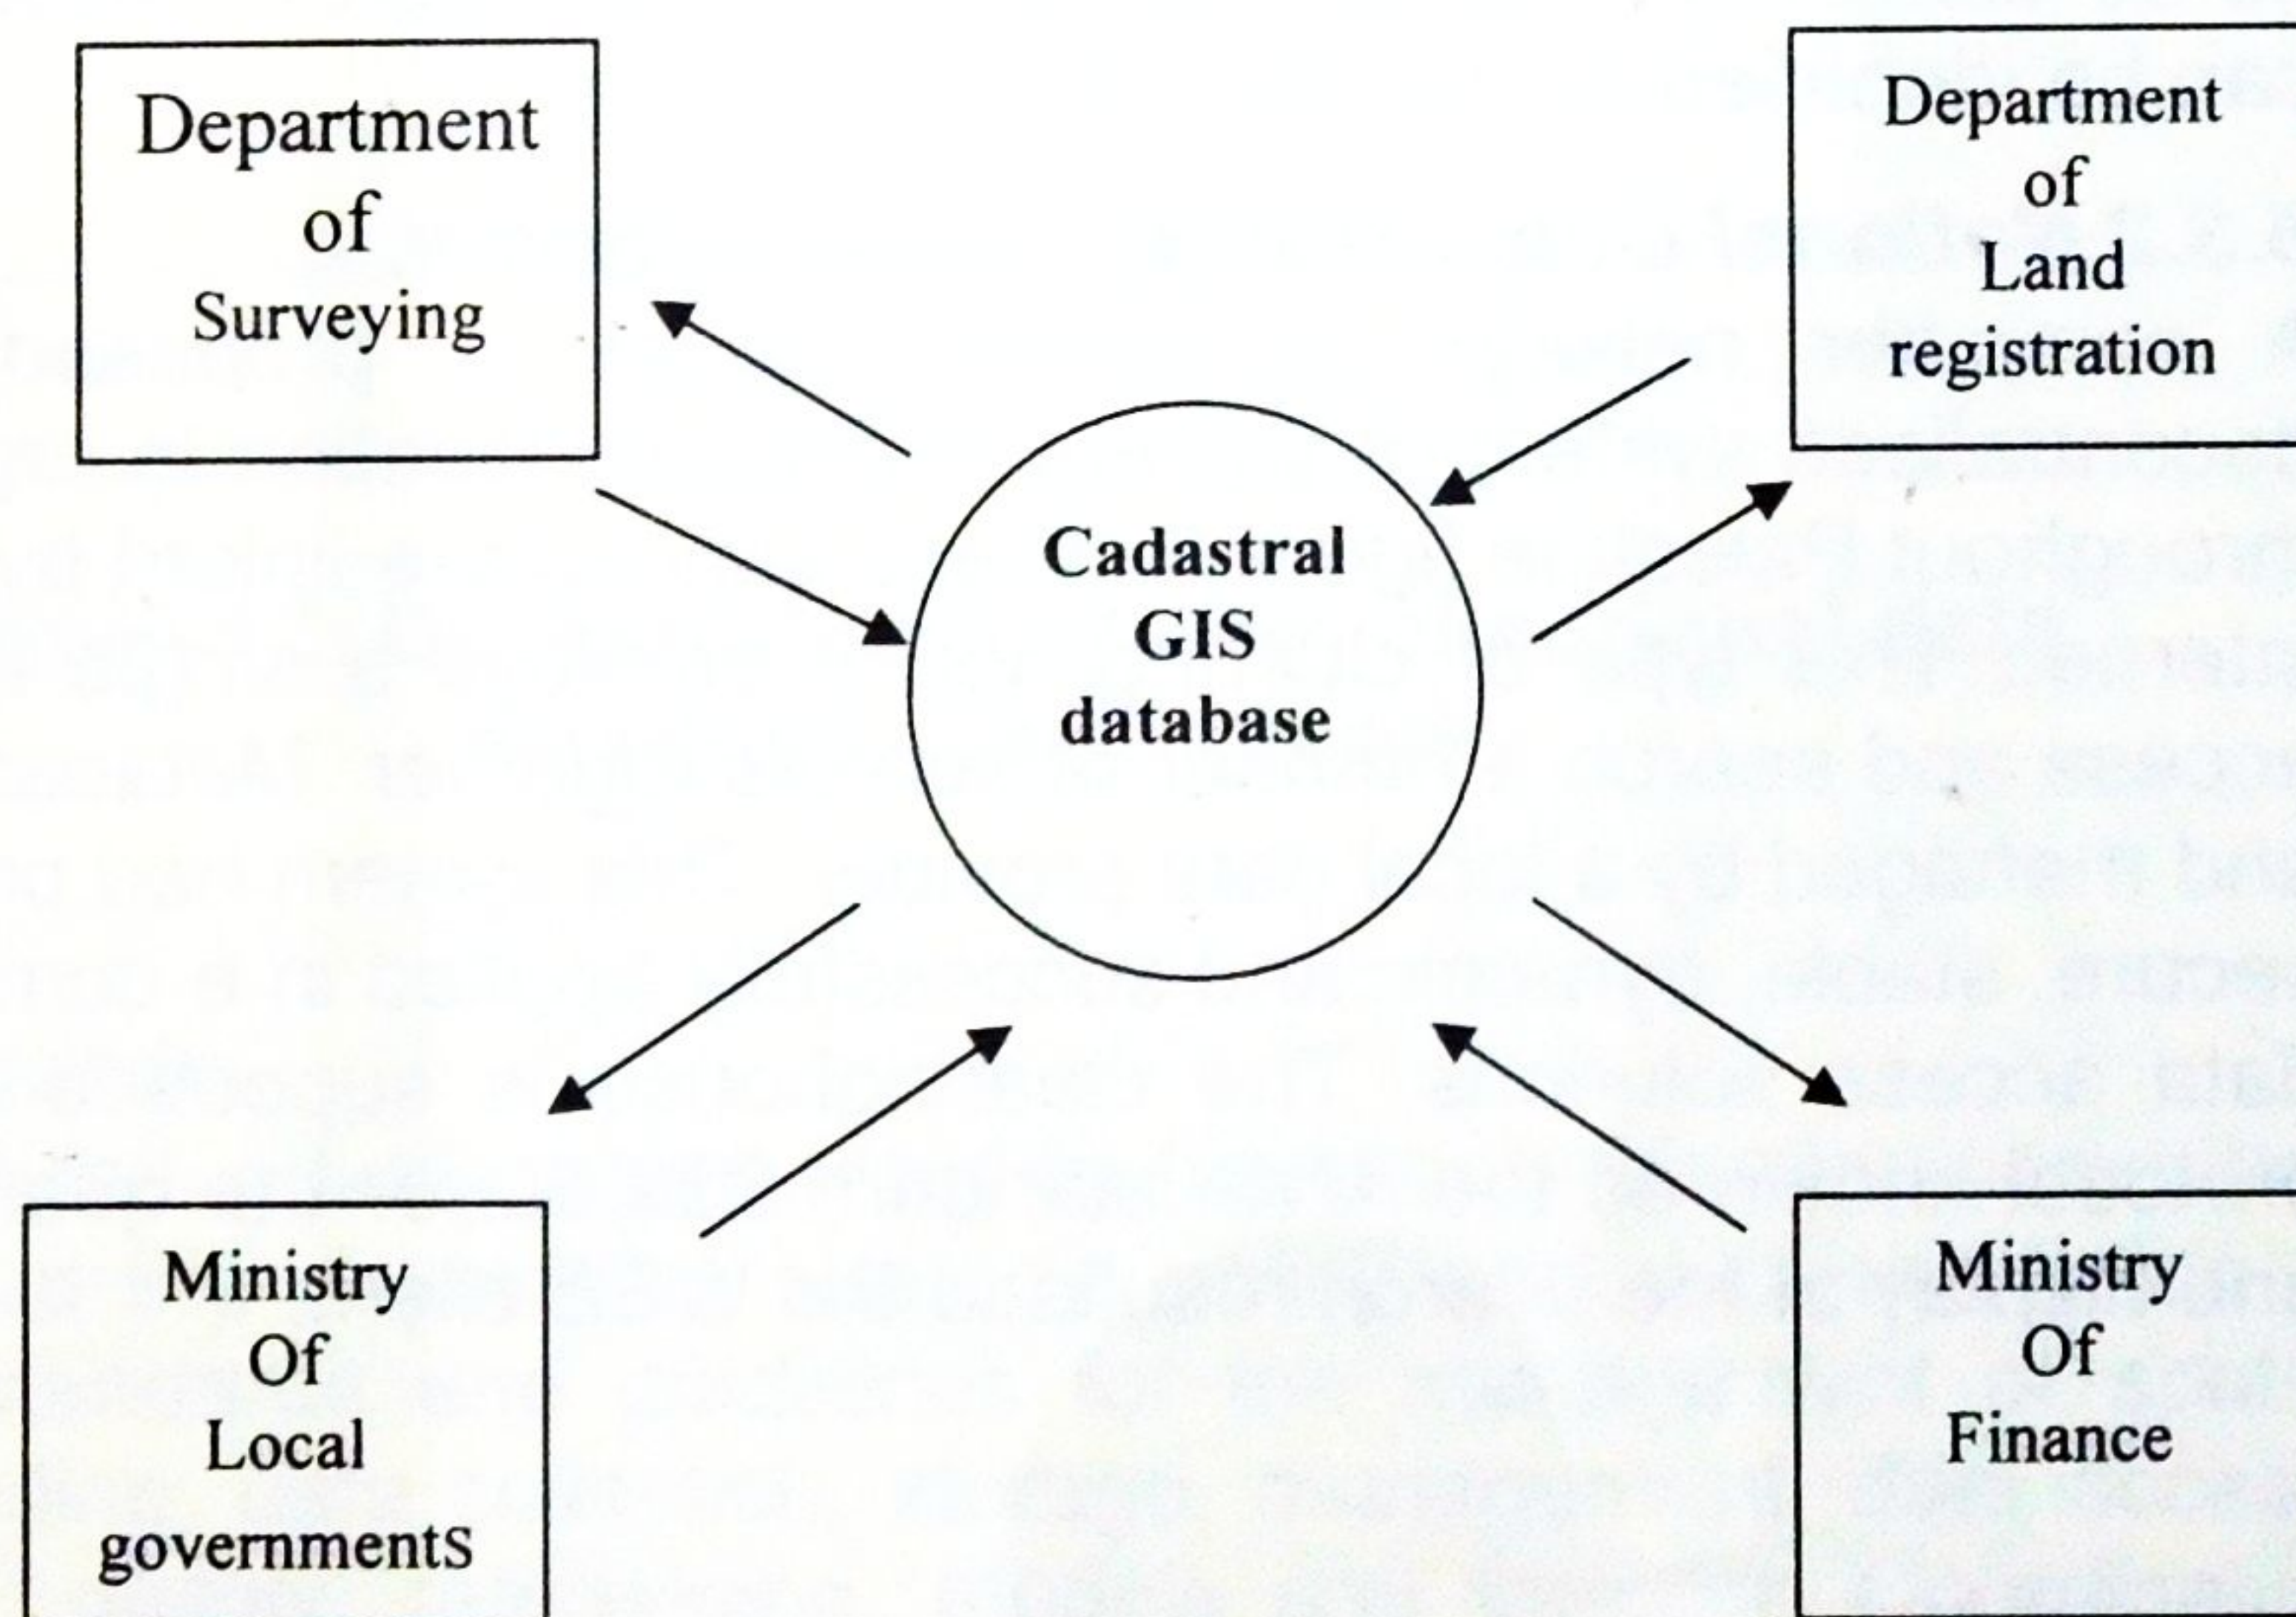 Department
of
Surveying
Department
of
Land
registration
Cadastral
GIS
database
Ministry
Of
Local
governmentS
Ministry
Of
Finance